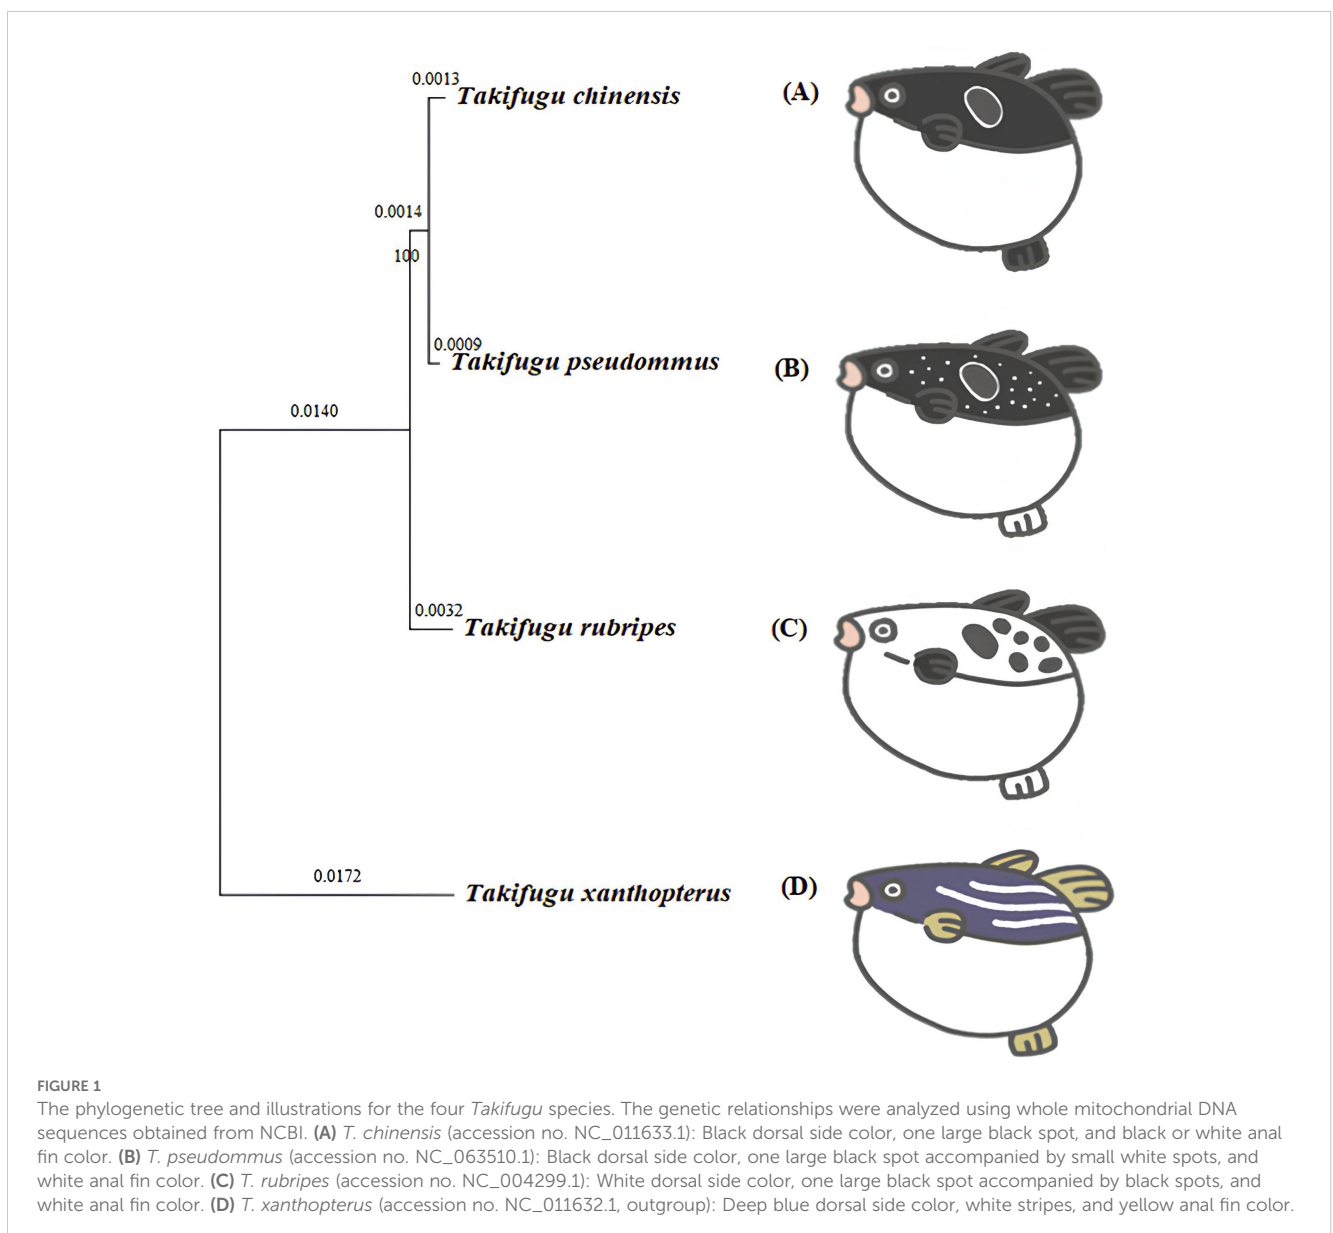 0.0013
Takifugu chinensis
(A)
0.0014
100
0.0009
Takifugu pseudommus
(B)
0.0140
0.0032
Takifugu rubripes
(C)
0.0172
Takifugu xanthopterus
(D)
FIGURE 1
The phylogenetic tree and illustrations for the four Takifugu species. The genetic relationships were analyzed using whole mitochondrial DNA
sequences obtained from NCBI. (A) T. chinensis (accession no. NC_011633.1): Black dorsal side color, one large black spot, and black or white anal
fin color. (B) T. pseudommus (accession no. NC_063510.1): Black dorsal side color, one large black spot accompanied by small white spots, and
white anal fin color. (C) T. rubripes (accession no. NC_004299.1): White dorsal side color, one large black spot accompanied by black spots, and
white anal fin color. (D) T. xanthopterus (accession no. NC_011632.1, outgroup): Deep blue dorsal side color, white stripes, and yellow anal fin color.